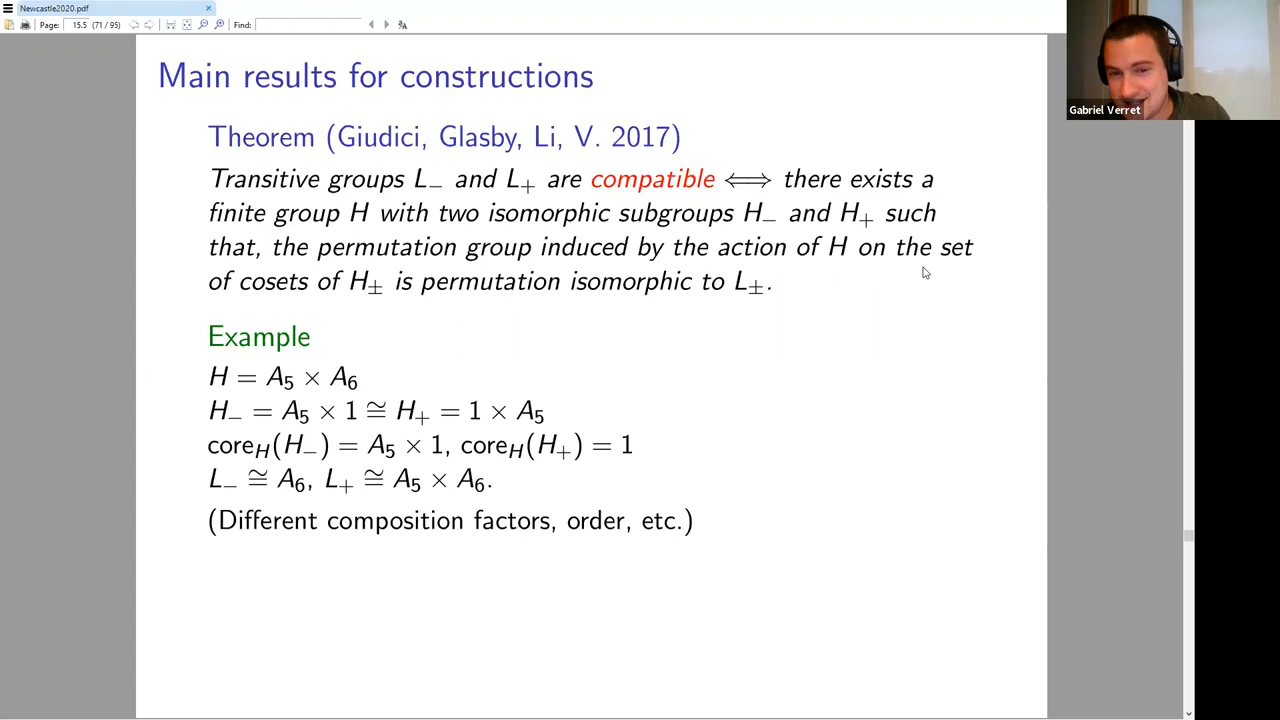 Newcastle2020.pdf
Page: 15.5 (71 / 95) Find:
Gabriel Verret
Main results for constructions
Theorem (Giudici, Glasby, Li, V. 2017)
Transitive groups L₋ and L₊ are compatible ⟺ there exists a
finite group H with two isomorphic subgroups H₋ and H₊ such
that, the permutation group induced by the action of H on the set
of cosets of H± is permutation isomorphic to L±.
Example
H = A₅ × A₆
H₋ = A₅ × 1 ≅ H₊ = 1 × A₅
core_H(H₋) = A₅ × 1, core_H(H₊) = 1
L₋ ≅ A₆, L₊ ≅ A₅ × A₆.
(Different composition factors, order, etc.)